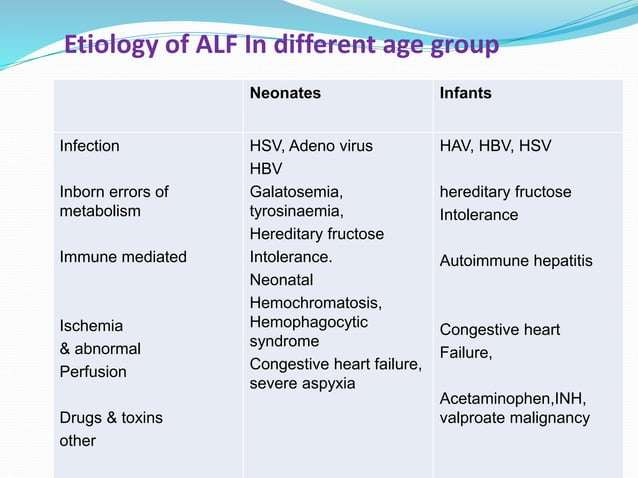 Etiology of ALF In different age group
Neonates
Infants
Infection
Inborn errors of
metabolism
Immune mediated
Ischemia
& abnormal
Perfusion
Drugs & toxins
other
HSV, Adeno virus
HBV
Galatosemia,
tyrosinaemia,
Hereditary fructose
Intolerance.
Neonatal
Hemochromatosis,
Hemophagocytic
syndrome
Congestive heart failure,
severe aspyxia
HAV, HBV, HSV
hereditary fructose
Intolerance
Autoimmune hepatitis
Congestive heart
Failure,
Acetaminophen,INH,
valproate malignancy